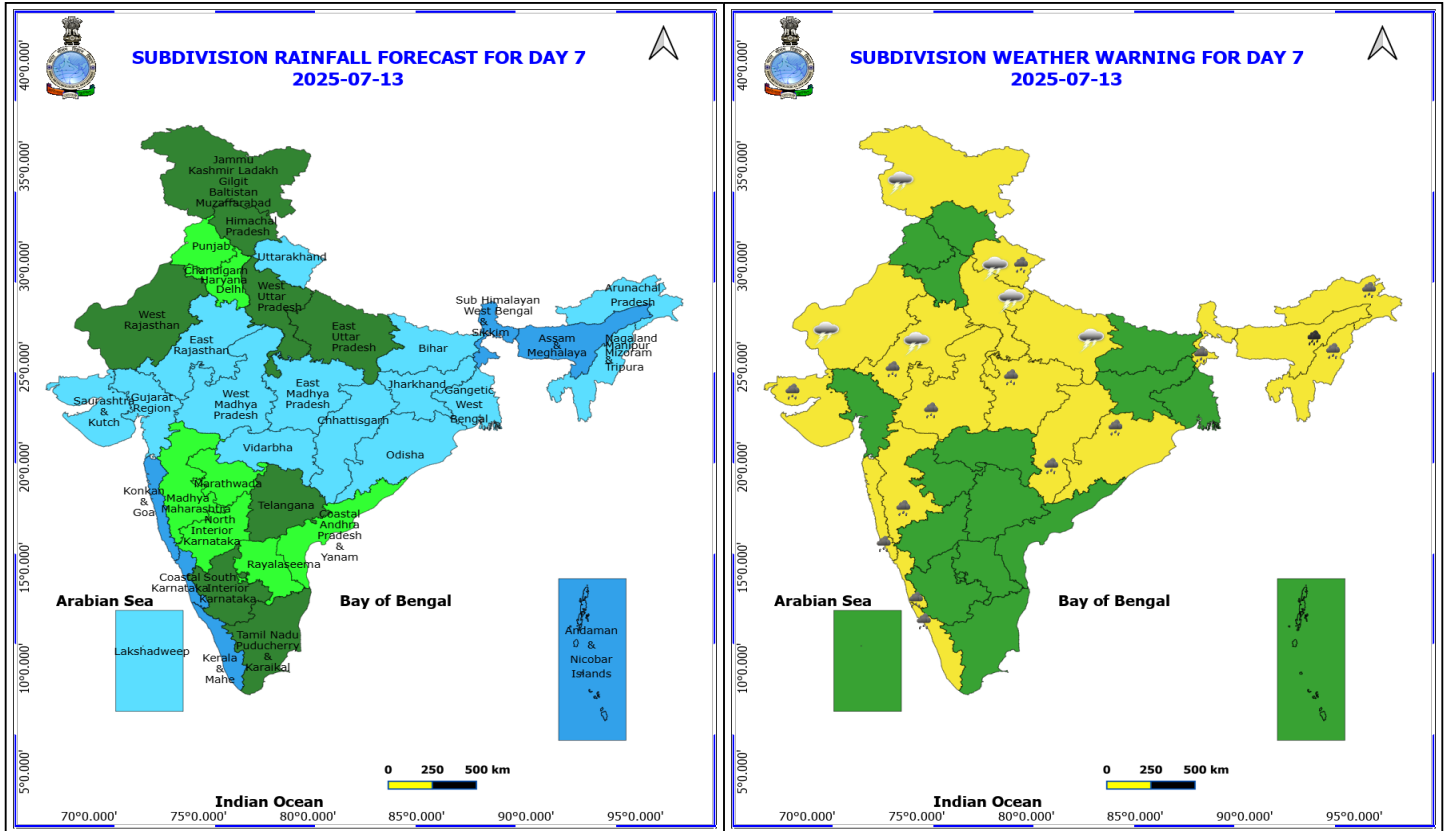 SUBDIVISION RAINFALL FORECAST FOR DAY 7
2025-07-13
40°0.000'
35°0.000'
30°0.000'
25°0.000'
20°0.000'
15°0.000'
10°0.000'
5°0.000'
Jammu
Kashmir Ladakh
Gilgit
Baltistan
Muzaffarabad
Himachal
Pradesh
Punjab
Uttarakhand
Chandigarh
Haryana
Delhi
West
Uttar
Pradesh
West
Rajasthan
East
Rajasthan
East
Uttar
Pradesh
Sub Himalayan
West Bengal
&
Sikkim
Arunachal
Pradesh
Assam
&
Meghalaya
Nagaland
Manipur
Mizoram
&
Tripura
Bihar
Jharkhand
Gangetic
West
Bengal
Saurashtra
&
Kutch
Gujarat
Region
West
Madhya
Pradesh
East
Madhya
Pradesh
Chhattisgarh
Vidarbha
Odisha
Konkan
&
Goa
Madhya
Maharashtra
Marathwada
Telangana
North
Interior
Karnataka
Coastal
Andhra
Pradesh
&
Yanam
Rayalaseema
Coastal
Karnataka
South
Interior
Karnataka
Tamil Nadu
Puducherry
&
Karaikal
Kerala
&
Mahe
Arabian Sea
Bay of Bengal
Lakshadweep
Andaman
&
Nicobar
Islands
0 250 500 km
Indian Ocean
70°0.000' 75°0.000' 80°0.000' 85°0.000' 90°0.000' 95°0.000'
SUBDIVISION WEATHER WARNING FOR DAY 7
2025-07-13
40°0.000'
35°0.000'
30°0.000'
25°0.000'
20°0.000'
15°0.000'
10°0.000'
5°0.000'
Arabian Sea
Bay of Bengal
0 250 500 km
Indian Ocean
70°0.000' 75°0.000' 80°0.000' 85°0.000' 90°0.000' 95°0.000'